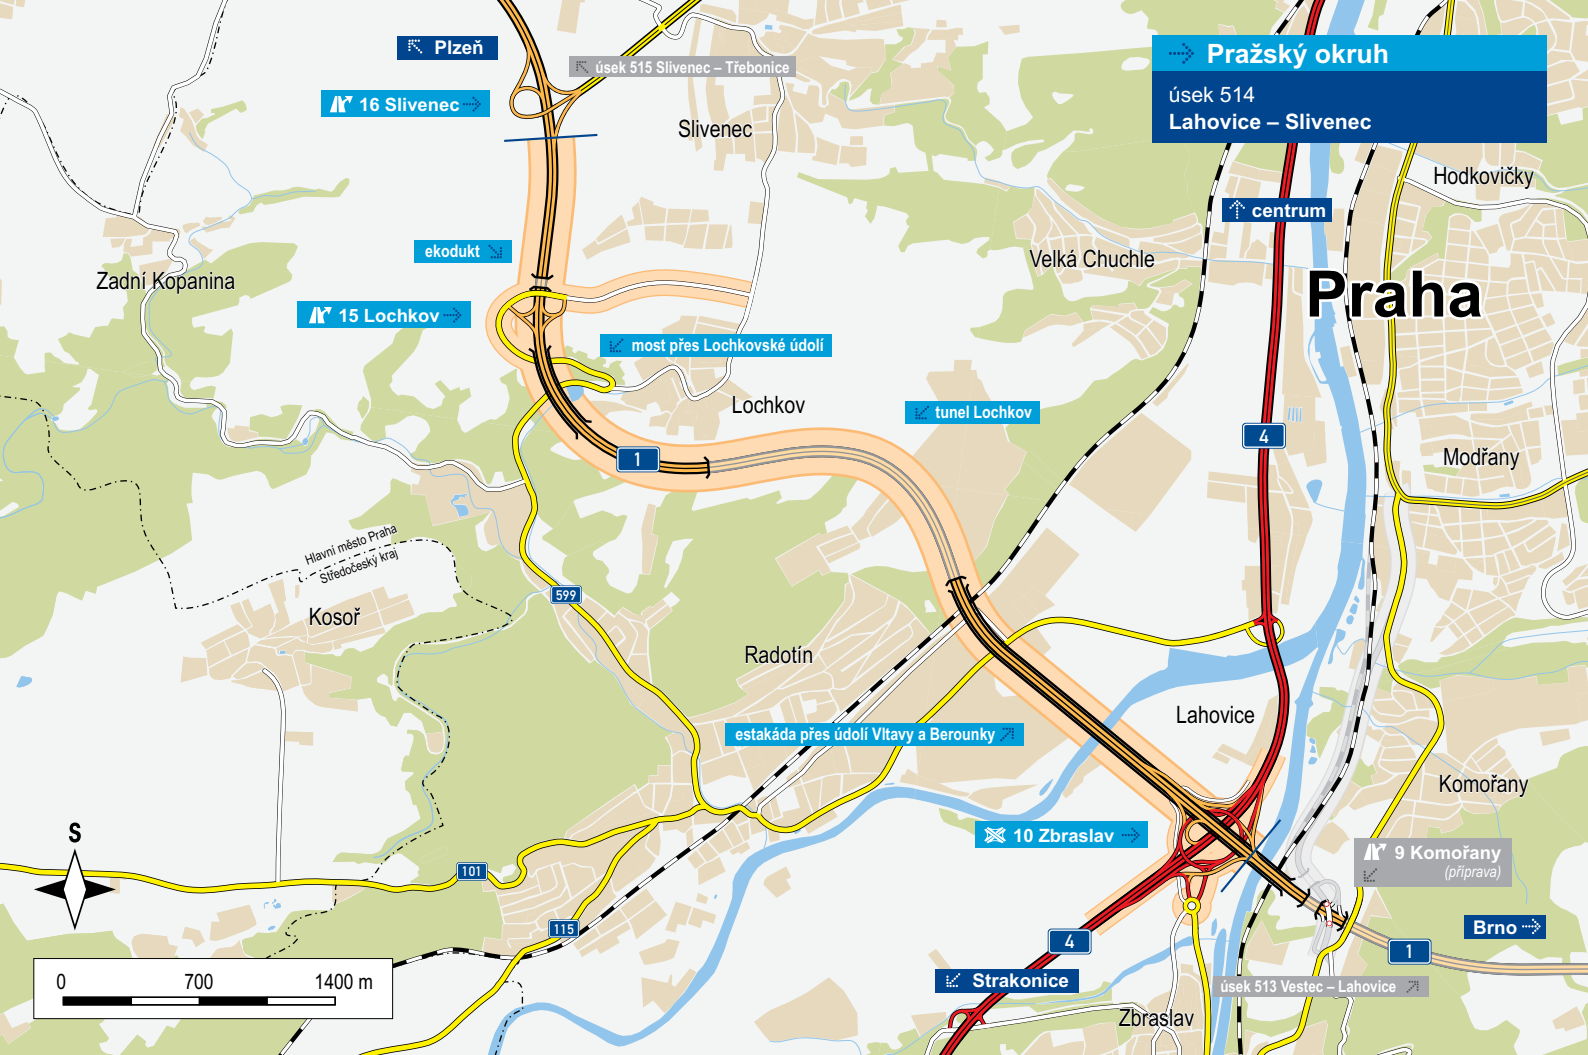 Plzeň
úsek 515 Slivenec – Třebonice
Pražský okruh
úsek 514
Lahovice – Slivenec
16 Slivenec
Slivenec
Hodkovičky
centrum
ekodukt
Velká Chuchle
Zadní Kopanina
Praha
15 Lochkov
most přes Lochkovské údolí
Lochkov
tunel Lochkov
4
Modřany
1
Hlavní město Praha
Středočeský kraj
599
Kosoř
Radotín
Lahovice
estakáda přes údolí Vltavy a Berounky
Komořany
S
10 Zbraslav
9 Komořany
(příprava)
101
115
Brno
4
1
0
700
1400 m
Strakonice
úsek 513 Vestec – Lahovice
Zbraslav